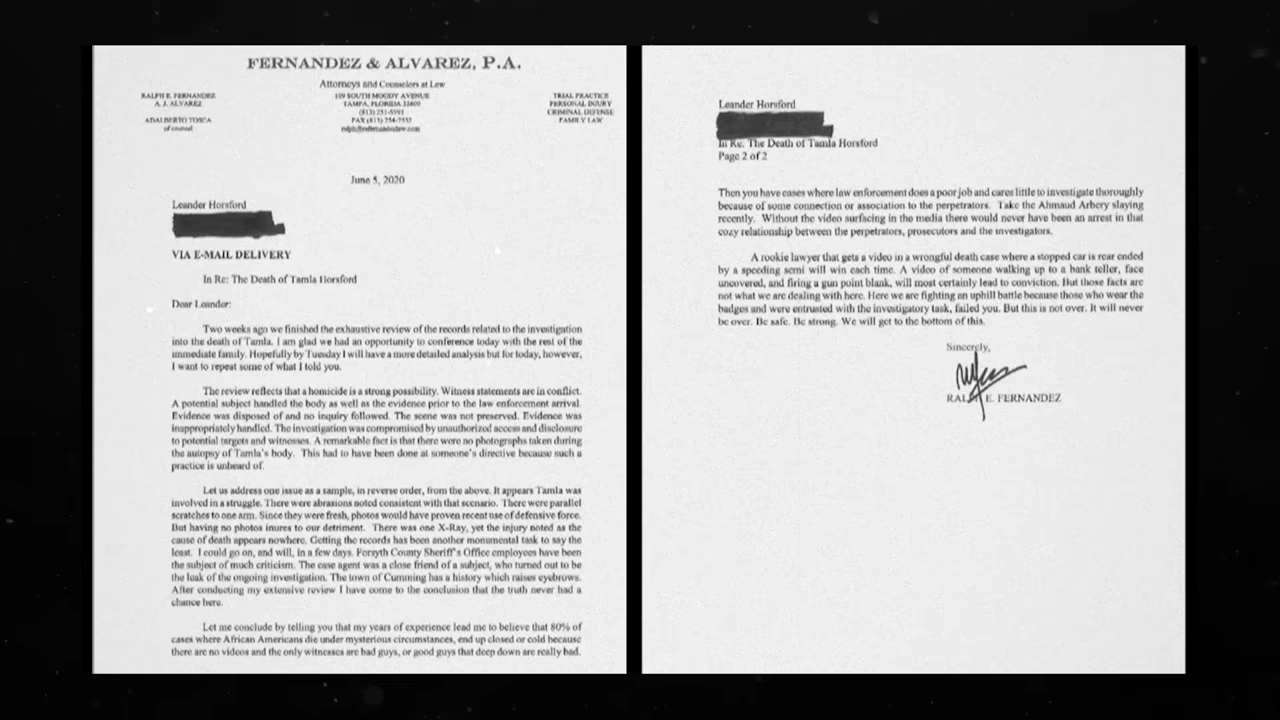 FERNANDEZ & ALVAREZ, P.A.
Attorneys and Counselors at Law
RALPH E. FERNANDEZ
A. J. ALVAREZ
ADALBERTO TOSCA
of counsel
109 SOUTH MOODY AVENUE
TAMPA, FLORIDA 33609
TRIAL PRACTICE
PERSONAL INJURY
CRIMINAL DEFENSE
FAMILY LAW
June 5, 2020
Leander Horsford
VIA E-MAIL DELIVERY
In Re: The Death of Tamla Horsford
Dear Leander:
Two weeks ago we finished the exhaustive review of the records related to the investigation
into the death of Tamla. I am glad we had an opportunity to conference today with the rest of the
immediate family. Hopefully by Tuesday I will have a more detailed analysis but for today, however,
I want to repeat some of what I told you.
The review reflects that a homicide is a strong possibility. Witness statements are in conflict.
A potential subject handled the body as well as the evidence prior to the law enforcement arrival.
Evidence was disposed of and no inquiry followed. The scene was not preserved. Evidence was
inappropriately handled. The investigation was compromised by unauthorized access and disclosure
to potential targets and witnesses. A remarkable fact is that there were no photographs taken during
the autopsy of Tamla's body. This had to have been done at someone's directive because such a
practice is unheard of.
Let us address one issue as a sample, in reverse order, from the above. It appears Tamla was
involved in a struggle. There were abrasions noted consistent with that scenario. There were parallel
scratches to one arm. Since they were fresh, photos would have proven recent use of defensive force.
But having no photos inures to our detriment. There was one X-Ray, yet the injury noted as the
cause of death appears nowhere. Getting the records has been another monumental task to say the
least. I could go on, and will, in a few days. Forsyth County Sheriff's Office employees have been
the subject of much criticism. The case agent was a close friend of a subject, who turned out to be
the leak of the ongoing investigation. The town of Cumming has a history which raises eyebrows.
After conducting my extensive review I have come to the conclusion that the truth never had a
chance here.
Let me conclude by telling you that my years of experience lead me to believe that 80% of
cases where African Americans die under mysterious circumstances, end up closed or cold because
there are no videos and the only witnesses are bad guys, or good guys that deep down are really bad.
Leander Horsford
In Re: The Death of Tamla Horsford
Page 2 of 2
Then you have cases where law enforcement does a poor job and cares little to investigate thoroughly
because of some connection or association to the perpetrators. Take the Ahmaud Arbery slaying
recently. Without the video surfacing in the media there would never have been an arrest in that
cozy relationship between the perpetrators, prosecutors and the investigators.
A rookie lawyer that gets a video in a wrongful death case where a stopped car is rear ended
by a speeding semi will win each time. A video of someone walking up to a bank teller, face
uncovered, and firing a gun point blank, will most certainly lead to conviction. But those facts are
not what we are dealing with here. Here we are fighting an uphill battle because those who wear the
badges and were entrusted with the investigatory task, failed you. But this is not over. It will never
be over. Be safe. Be strong. We will get to the bottom of this.
Sincerely,
RALPH E. FERNANDEZ